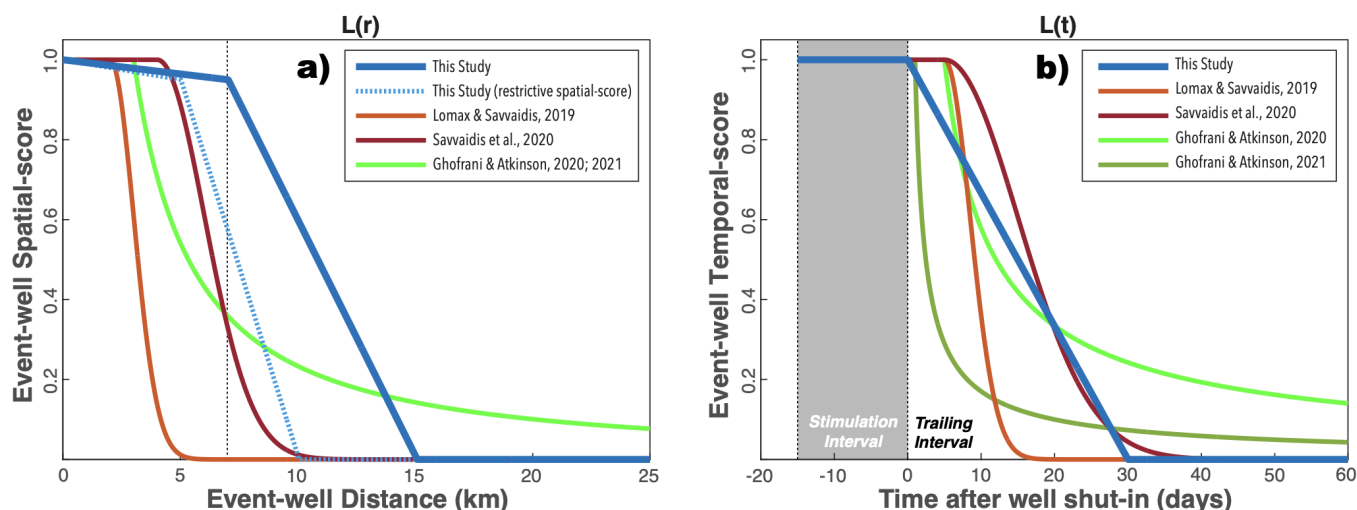 L(r)
a)
This Study
This Study (restrictive spatial-score)
Lomax & Savvaidis, 2019
Savvaidis et al., 2020
Ghofrani & Atkinson, 2020; 2021
Event-well Spatial-score
1.0
0.8
0.6
0.4
0.2
0
5
10
15
20
25
Event-well Distance (km)
L(t)
b)
This Study
Lomax & Savvaidis, 2019
Savvaidis et al., 2020
Ghofrani & Atkinson, 2020
Ghofrani & Atkinson, 2021
Event-well Temporal-score
1.0
0.8
0.6
0.4
0.2
Stimulation
Interval
Trailing
Interval
-20
-10
0
10
20
30
40
50
60
Time after well shut-in (days)